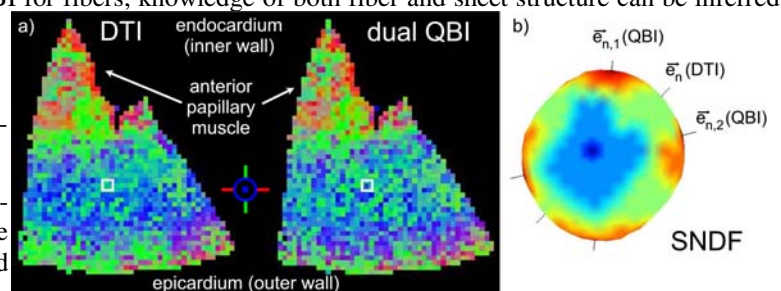 BI for fibers, knowledge of both fiber and sheet structure can be inferred
a) DTI endocardium (inner wall) dual QBI
anterior papillary muscle
epicardium (outer wall)
b)
e⃗n,1(QBI)
e⃗n(DTI)
e⃗n,2(QBI)
SNDF
-
-
e
d